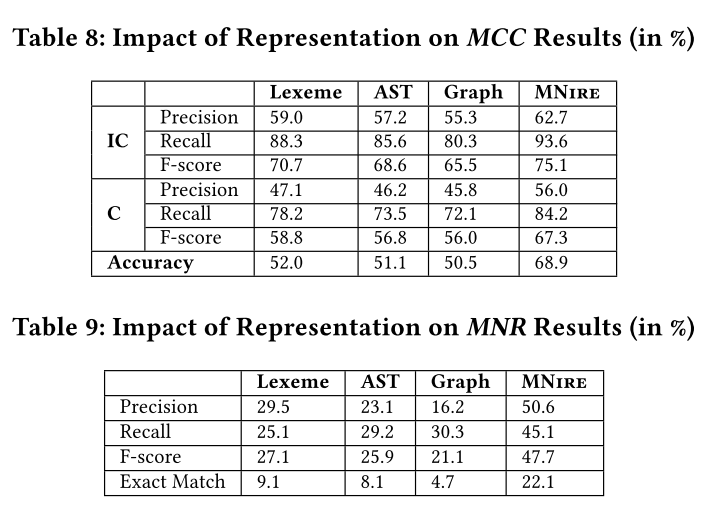 Table 8: Impact of Representation on MCC Results (in %)
Lexeme AST Graph MNIRE
IC Precision 59.0 57.2 55.3 62.7
Recall 88.3 85.6 80.3 93.6
F-score 70.7 68.6 65.5 75.1
C Precision 47.1 46.2 45.8 56.0
Recall 78.2 73.5 72.1 84.2
F-score 58.8 56.8 56.0 67.3
Accuracy 52.0 51.1 50.5 68.9
Table 9: Impact of Representation on MNR Results (in %)
Lexeme AST Graph MNIRE
Precision 29.5 23.1 16.2 50.6
Recall 25.1 29.2 30.3 45.1
F-score 27.1 25.9 21.1 47.7
Exact Match 9.1 8.1 4.7 22.1